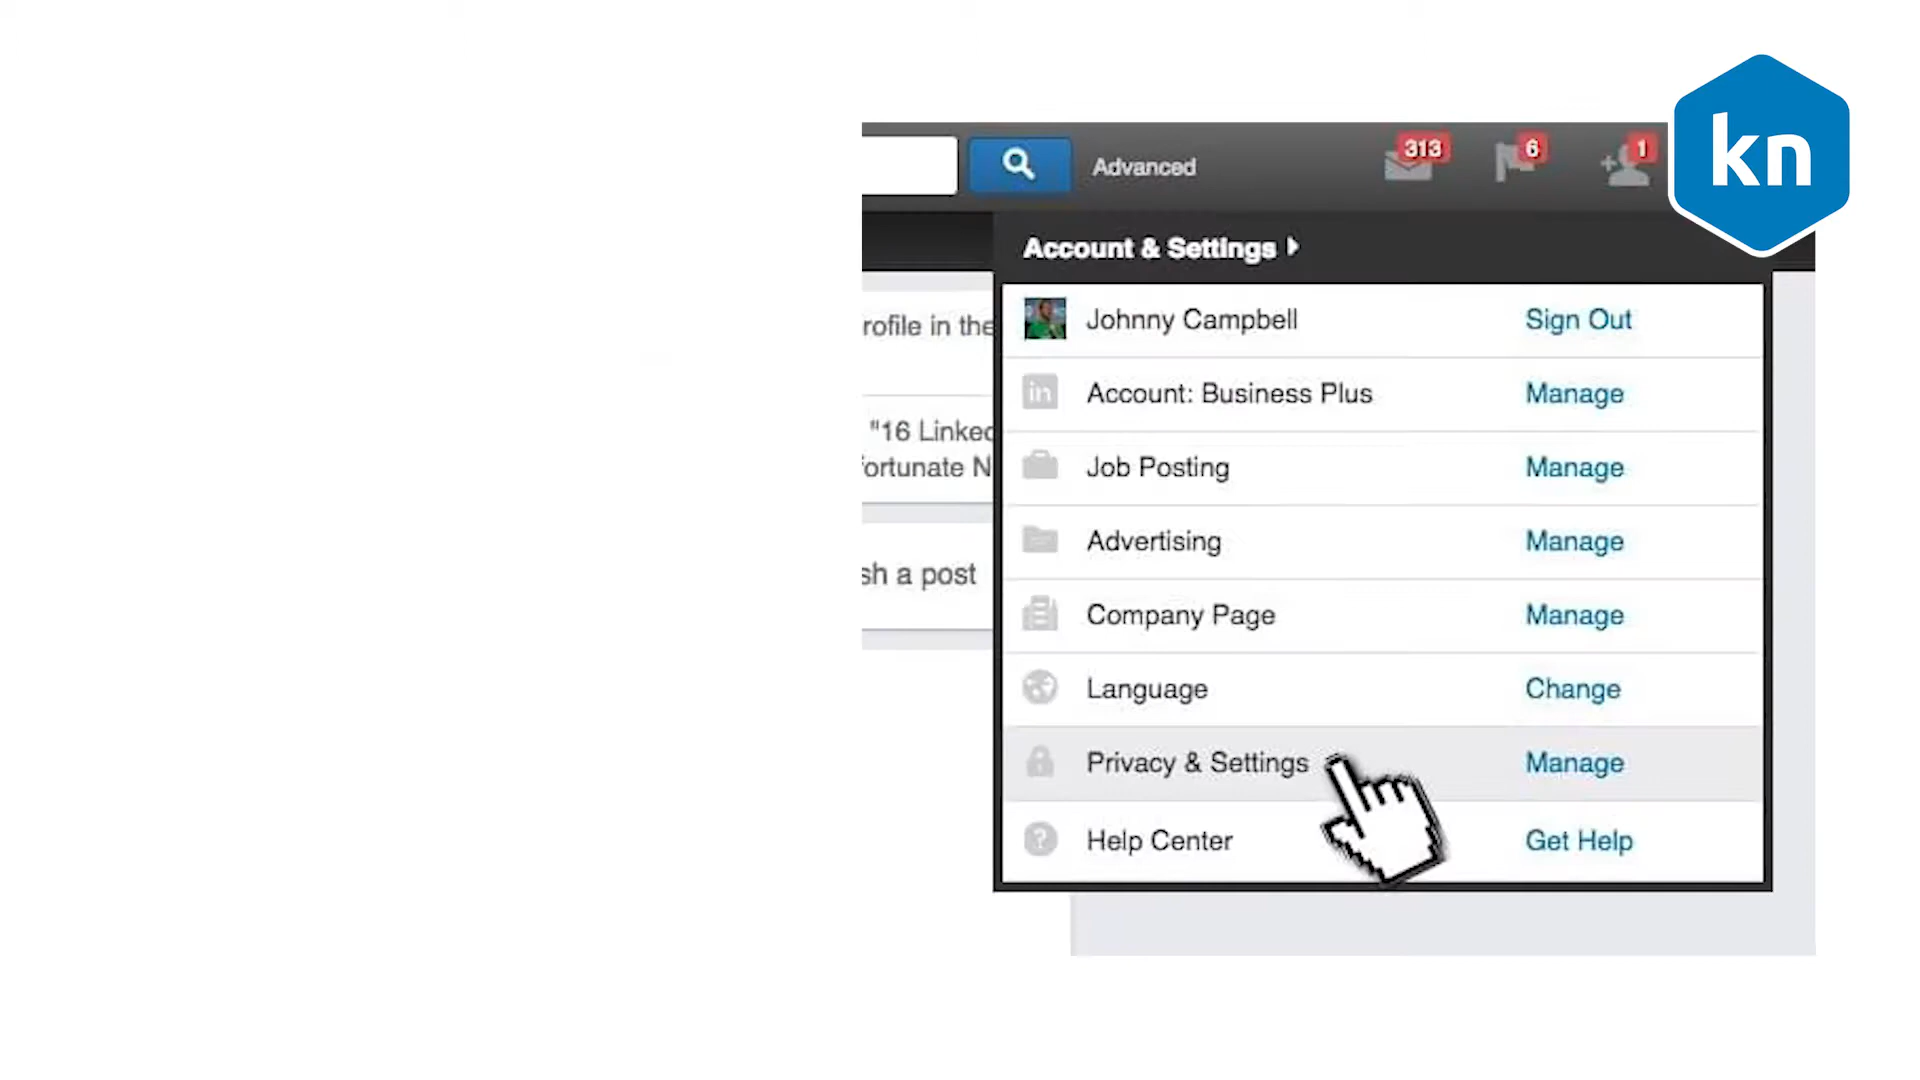 Advanced
313
6
1
kn
Account & Settings
rofile in the
Johnny Campbell
Sign Out
in
Account: Business Plus
Manage
"16 Linked
ortunate N
Job Posting
Manage
Advertising
Manage
sh a post
Company Page
Manage
Language
Change
Privacy & Settings
Manage
?
Help Center
Get Help